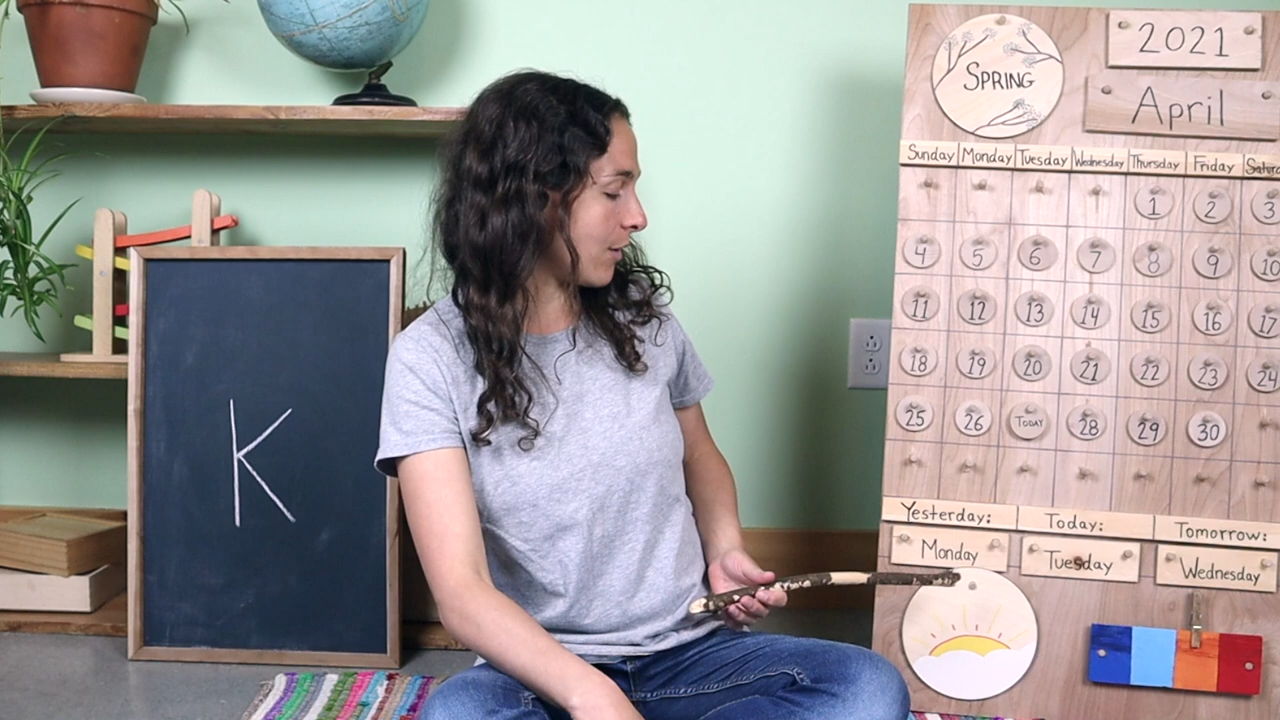 K
SPRING
2021
April
Sunday Monday Tuesday Wednesday Thursday Friday Satur
1 2 3
4 5 6 7 8 9 10
11 12 13 14 15 16 17
18 19 20 21 22 23 24
25 26 TODAY 28 29 30
Yesterday: Today: Tomorrow:
Monday Tuesday Wednesday